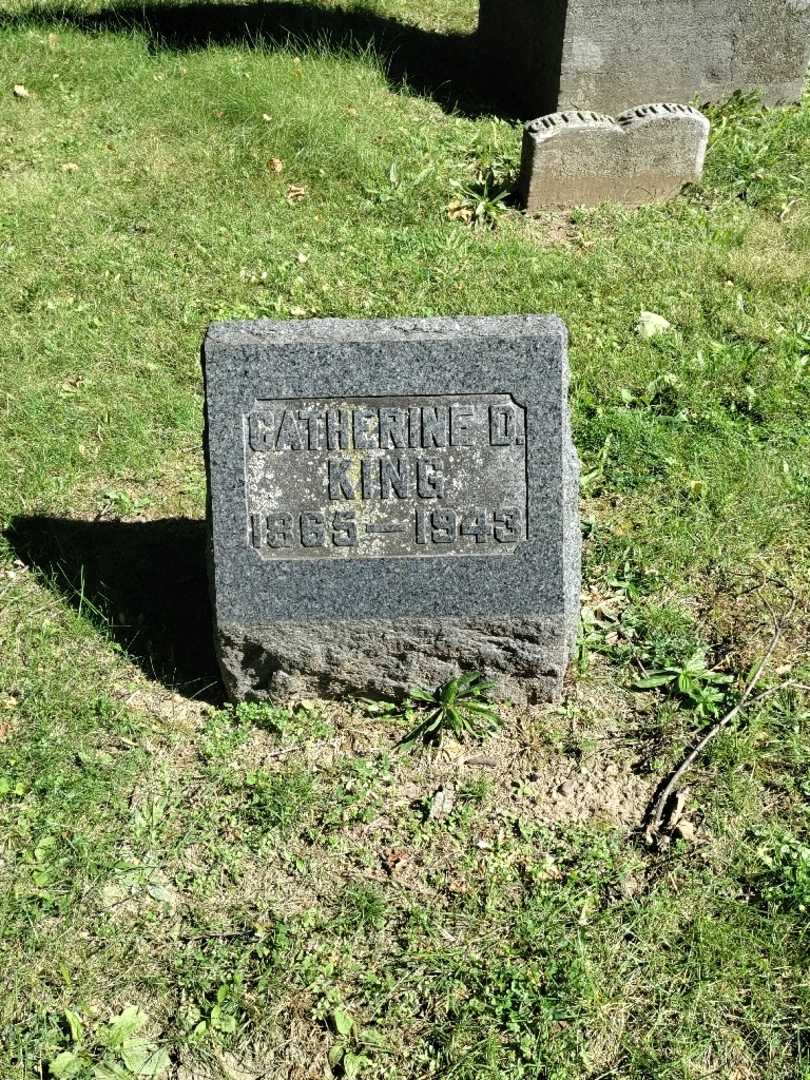 CATHERINE D.
KING
1865 — 1943